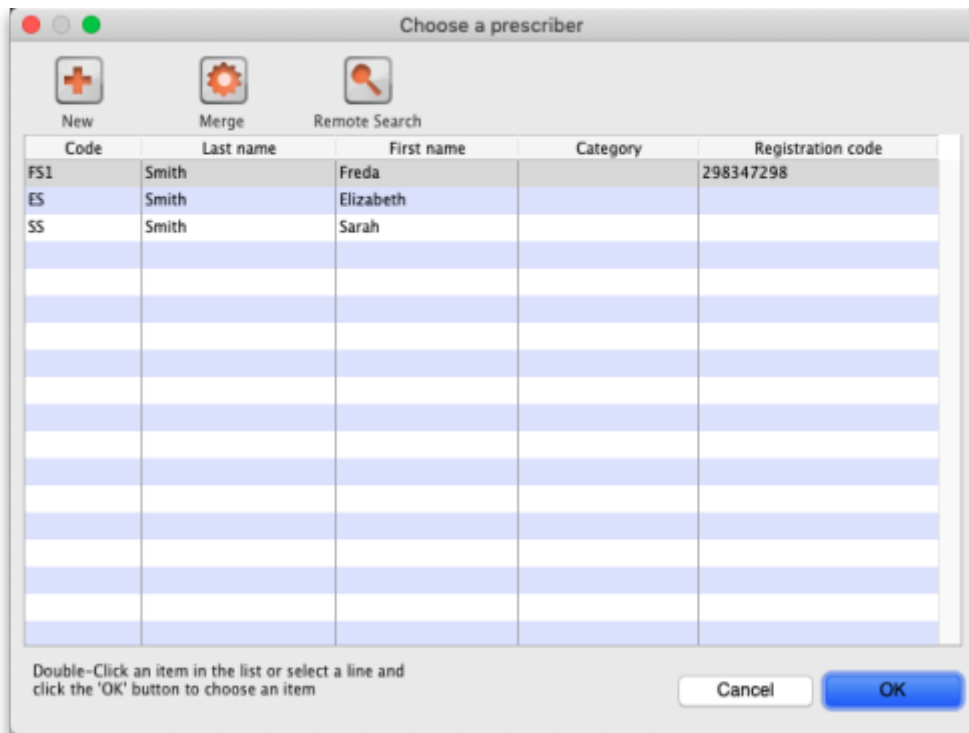 Choose a prescriber
New Merge Remote Search
Code Last name First name Category Registration code
FS1 Smith Freda 298347298
ES Smith Elizabeth
SS Smith Sarah
Double-Click an item in the list or select a line and
click the 'OK' button to choose an item
Cancel OK